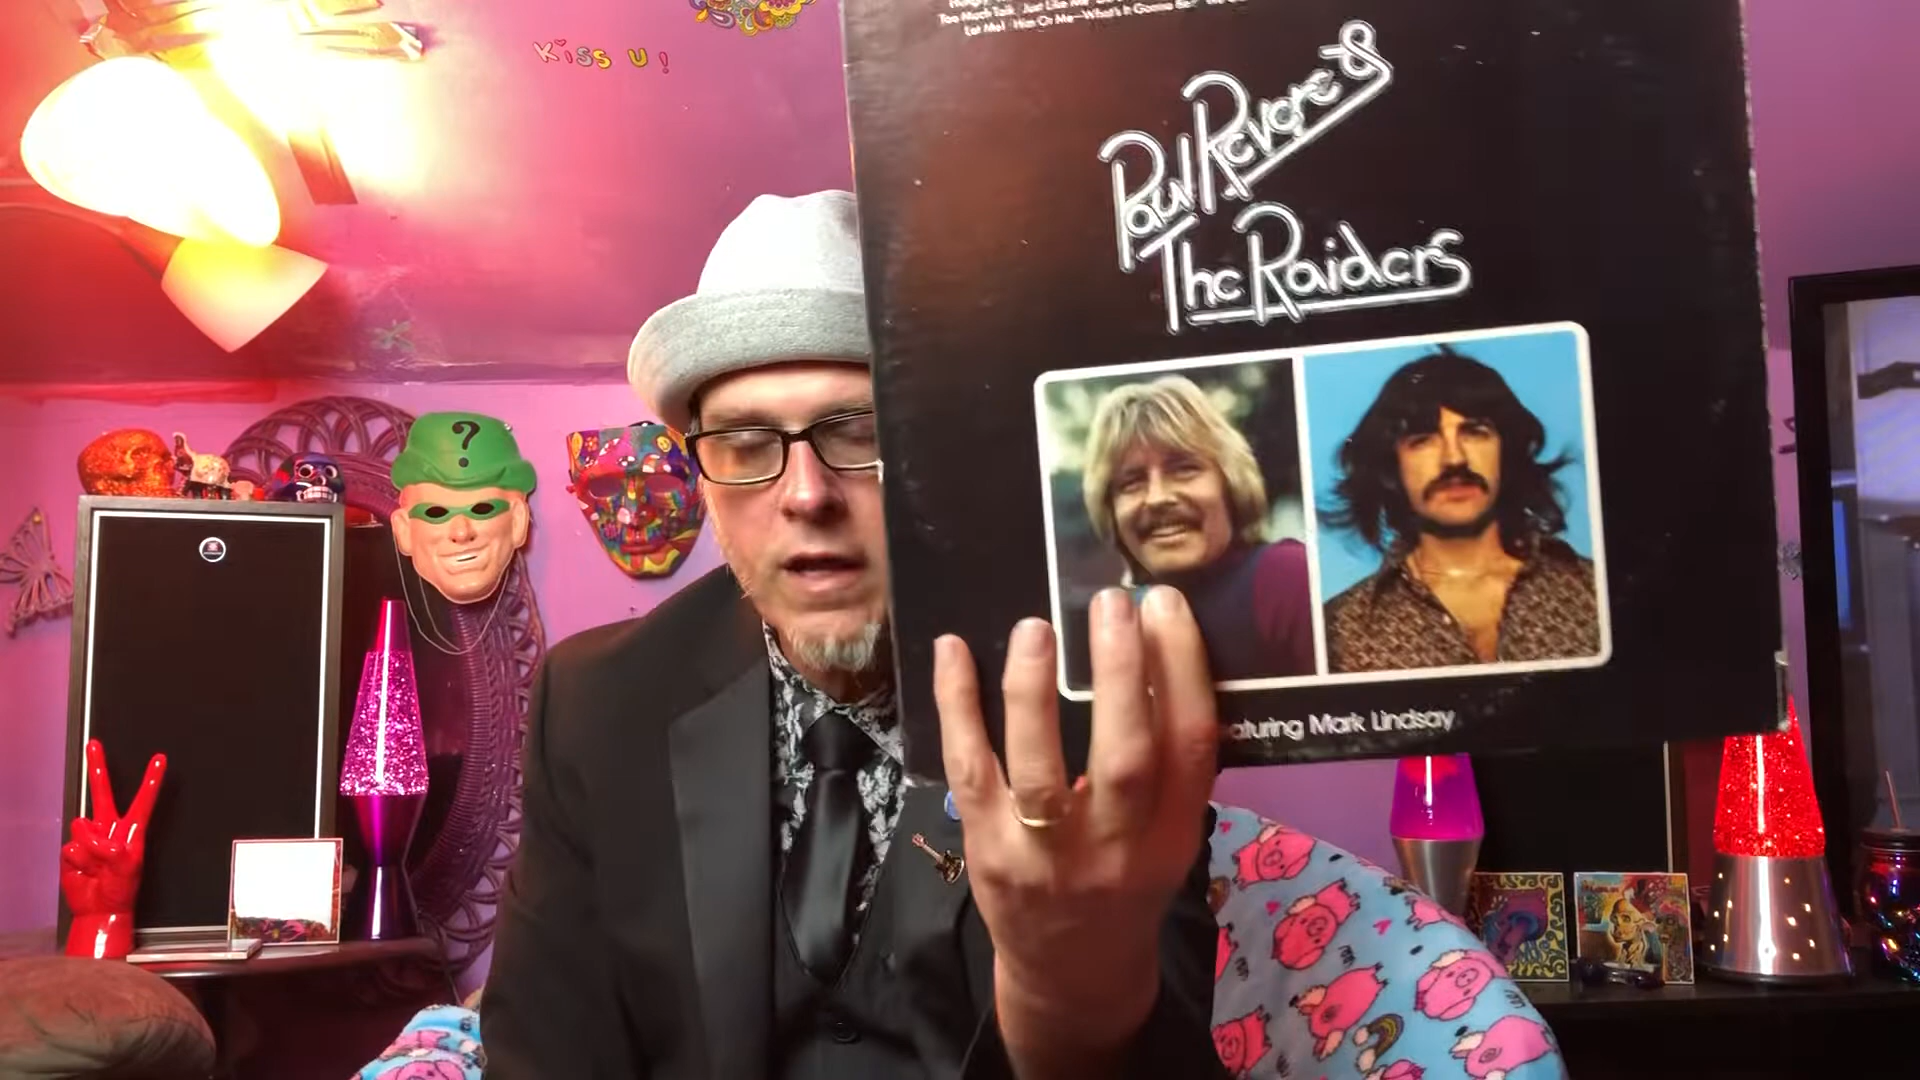 Kiss U!
Too Much Talk Just Like Me
Let Me! Him Or Me—What's It Gonna Be?
Paul Revere &
The Raiders
?
Featuring Mark Lindsay